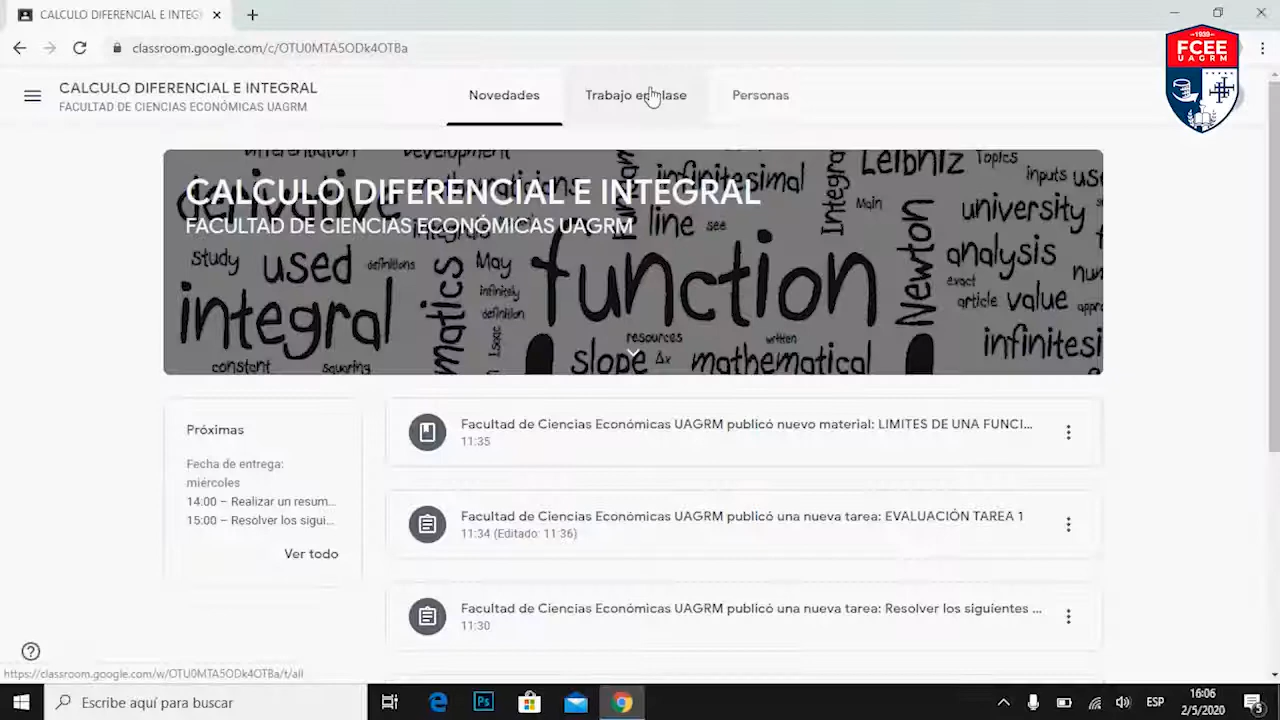 CALCULO DIFERENCIAL E INTEG
classroom.google.com/c/OTU0MTA5ODk4OTBa
1939
FCEE
UAGRM
CALCULO DIFERENCIAL E INTEGRAL
FACULTAD DE CIENCIAS ECONÓMICAS UAGRM
Novedades
Trabajo en clase
Personas
CALCULO DIFERENCIAL E INTEGRAL
FACULTAD DE CIENCIAS ECONÓMICAS UAGRM
differentiation
development
infinitesimal
Leibniz
Topics
inputs
Main
university
line
see
study
used
definitions
May
function
Newton
analysis
infinitely
exact
integral
definition
article
value
Isaac
resources
written
constant
squaring
slope
Δx
mathematical
Próximas
Fecha de entrega:
miércoles
14:00 – Realizar un resum...
15:00 – Resolver los sigui...
Ver todo
Facultad de Ciencias Económicas UAGRM publicó nuevo material: LIMITES DE UNA FUNCI...
11:35
Facultad de Ciencias Económicas UAGRM publicó una nueva tarea: EVALUACIÓN TAREA 1
11:34 (Editado: 11:36)
Facultad de Ciencias Económicas UAGRM publicó una nueva tarea: Resolver los siguientes ...
11:30
https://classroom.google.com/w/OTU0MTA5ODk4OTBa/t/all
Escribe aquí para buscar
Ps
ESP
16:06
2/5/2020
5